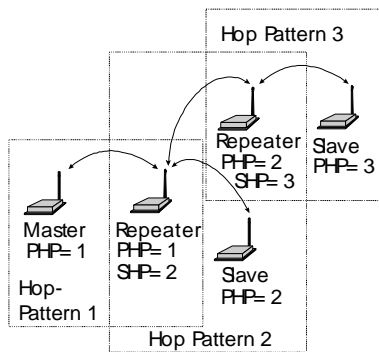 Hop Pattern 3
Repeater
PHP= 2
SHP= 3
Slave
PHP= 3
Master
PHP= 1
Repeater
PHP= 1
SHP= 2
Slave
PHP= 2
Hop-
Pattern 1
Hop Pattern 2